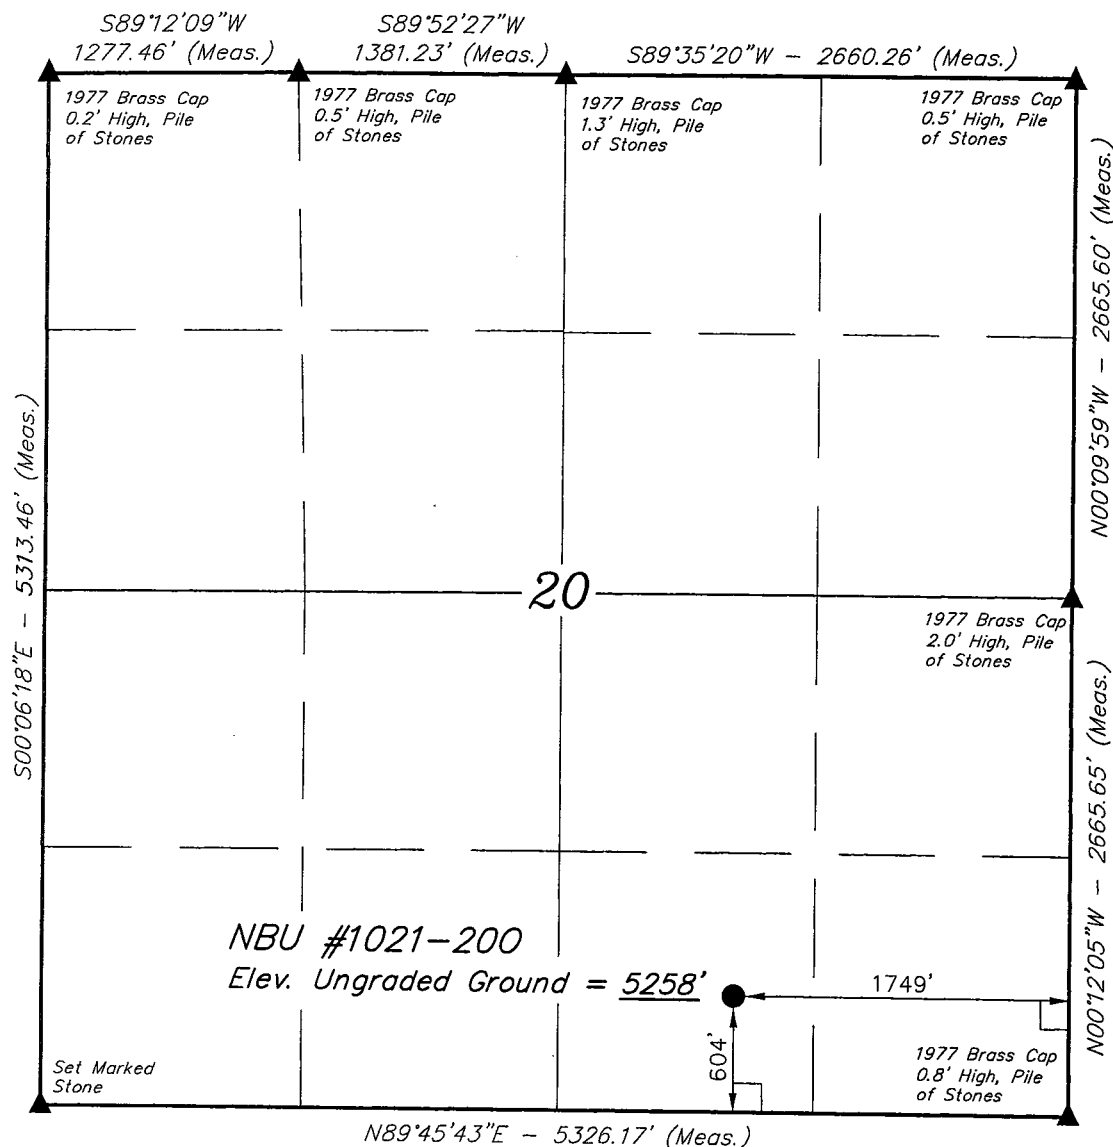 S89°12'09"W
1277.46' (Meas.)
S89°52'27"W
1381.23' (Meas.)
S89°35'20"W - 2660.26' (Meas.)
1977 Brass Cap
0.2' High, Pile
of Stones
1977 Brass Cap
0.5' High, Pile
of Stones
1977 Brass Cap
1.3' High, Pile
of Stones
1977 Brass Cap
0.5' High, Pile
of Stones
N00°09'59"W - 2665.60' (Meas.)
S00°06'18"E - 5313.46' (Meas.)
20
1977 Brass Cap
2.0' High, Pile
of Stones
N00°12'05"W - 2665.65' (Meas.)
NBU #1021-200
Elev. Ungraded Ground = 5258'
1749'
604'
Set Marked
Stone
1977 Brass Cap
0.8' High, Pile
of Stones
N89°45'43"E - 5326.17' (Meas.)